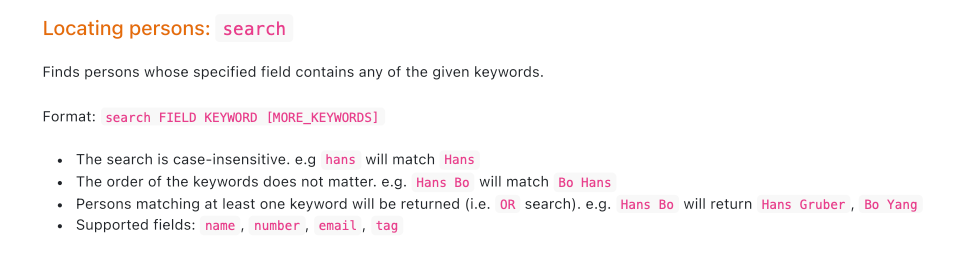 Locating persons: search
Finds persons whose specified field contains any of the given keywords.
Format: search FIELD KEYWORD [MORE_KEYWORDS]
• The search is case-insensitive. e.g hans will match Hans
• The order of the keywords does not matter. e.g. Hans Bo will match Bo Hans
• Persons matching at least one keyword will be returned (i.e. OR search). e.g. Hans Bo will return Hans Gruber, Bo Yang
• Supported fields: name, number, email, tag